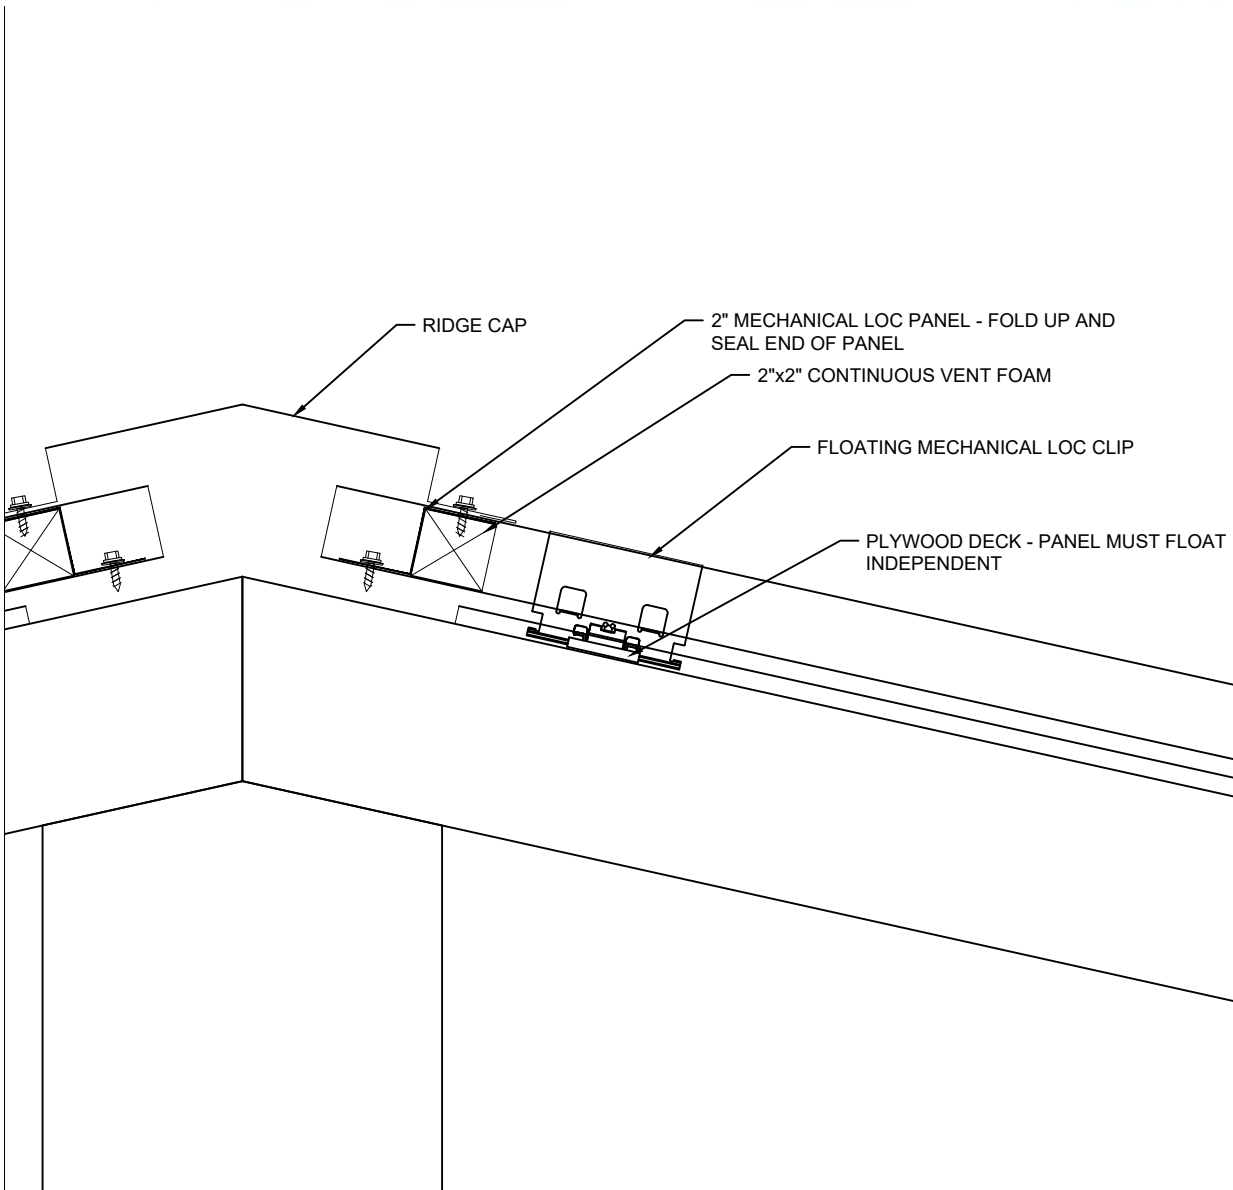 RIDGE CAP
2" MECHANICAL LOC PANEL - FOLD UP AND
SEAL END OF PANEL
2"x2" CONTINUOUS VENT FOAM
FLOATING MECHANICAL LOC CLIP
PLYWOOD DECK - PANEL MUST FLOAT
INDEPENDENT